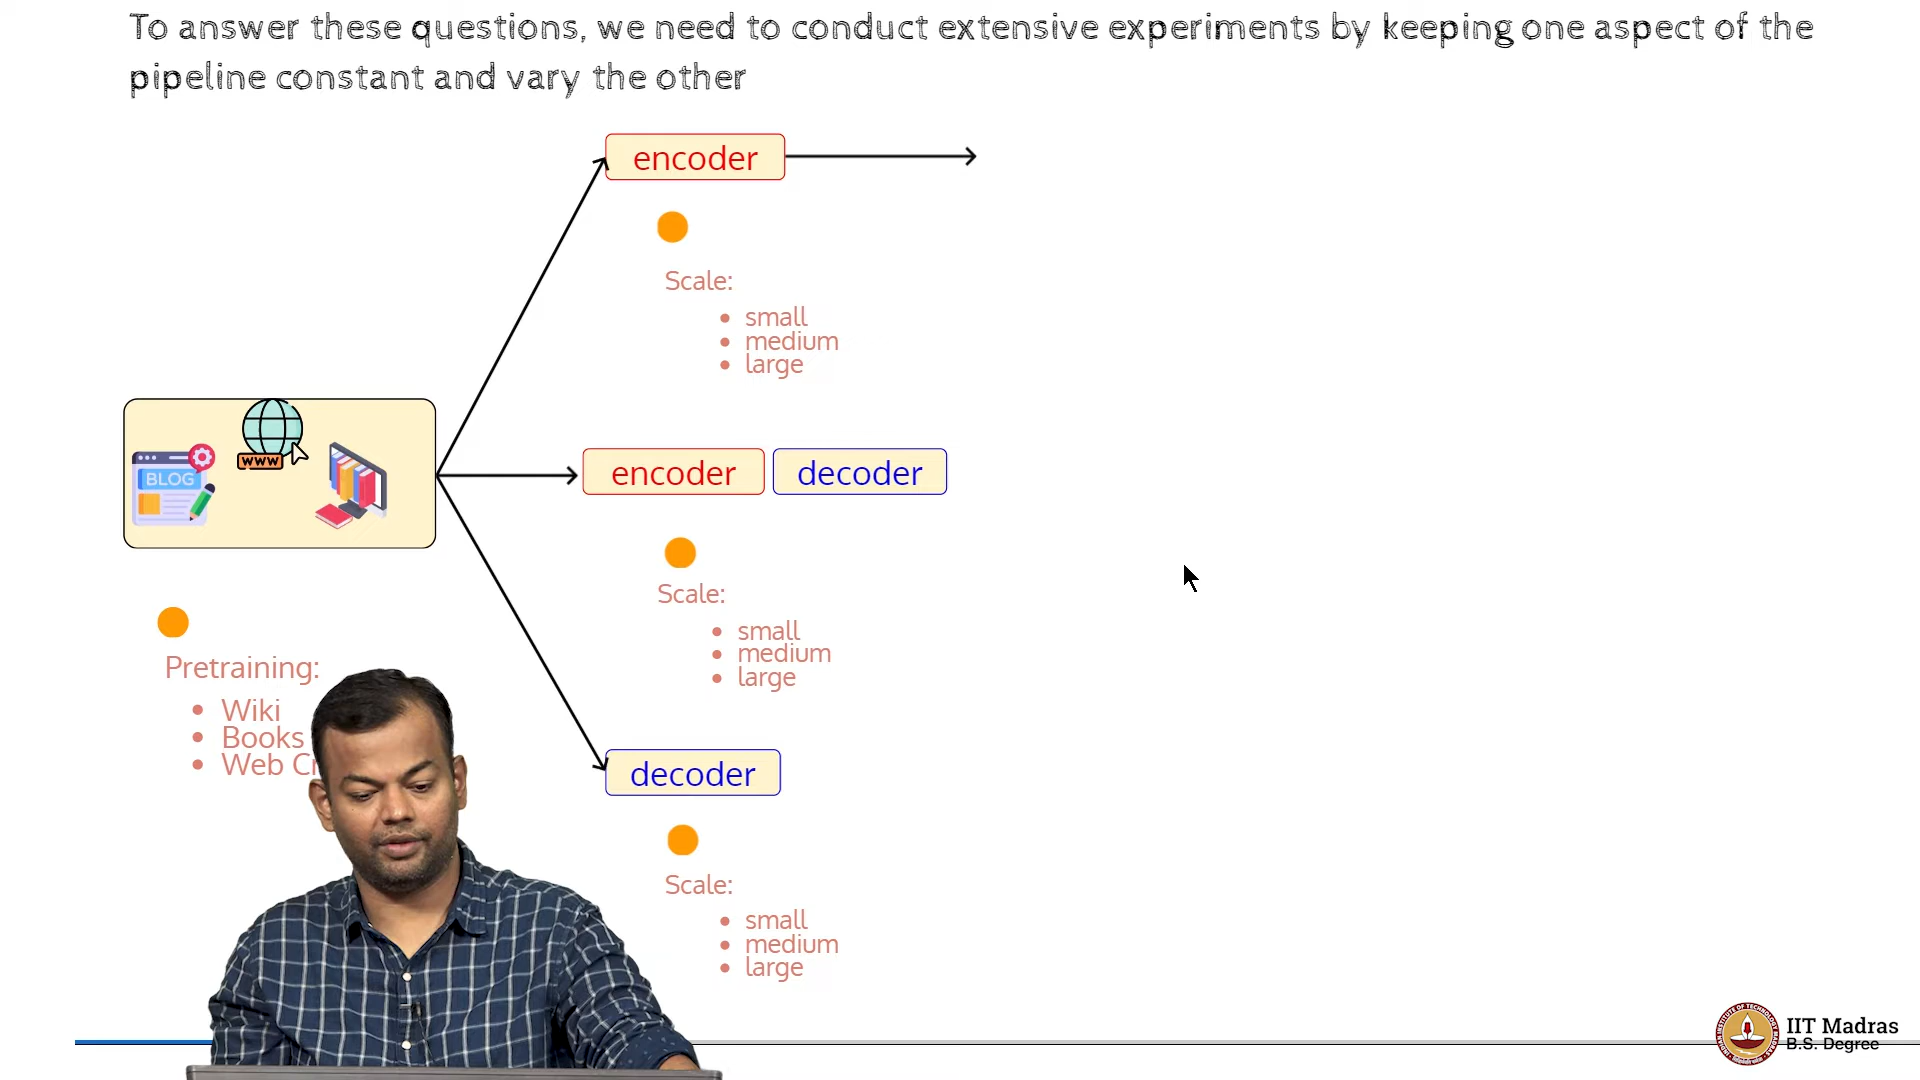 To answer these questions, we need to conduct extensive experiments by keeping one aspect of the
pipeline constant and vary the other
encoder
Scale:
• small
• medium
• large
BLOG
www
encoder
decoder
Scale:
• small
• medium
• large
Pretraining:
• Wiki
• Books
• Web
decoder
Scale:
• small
• medium
• large
IIT Madras
B.S. Degree